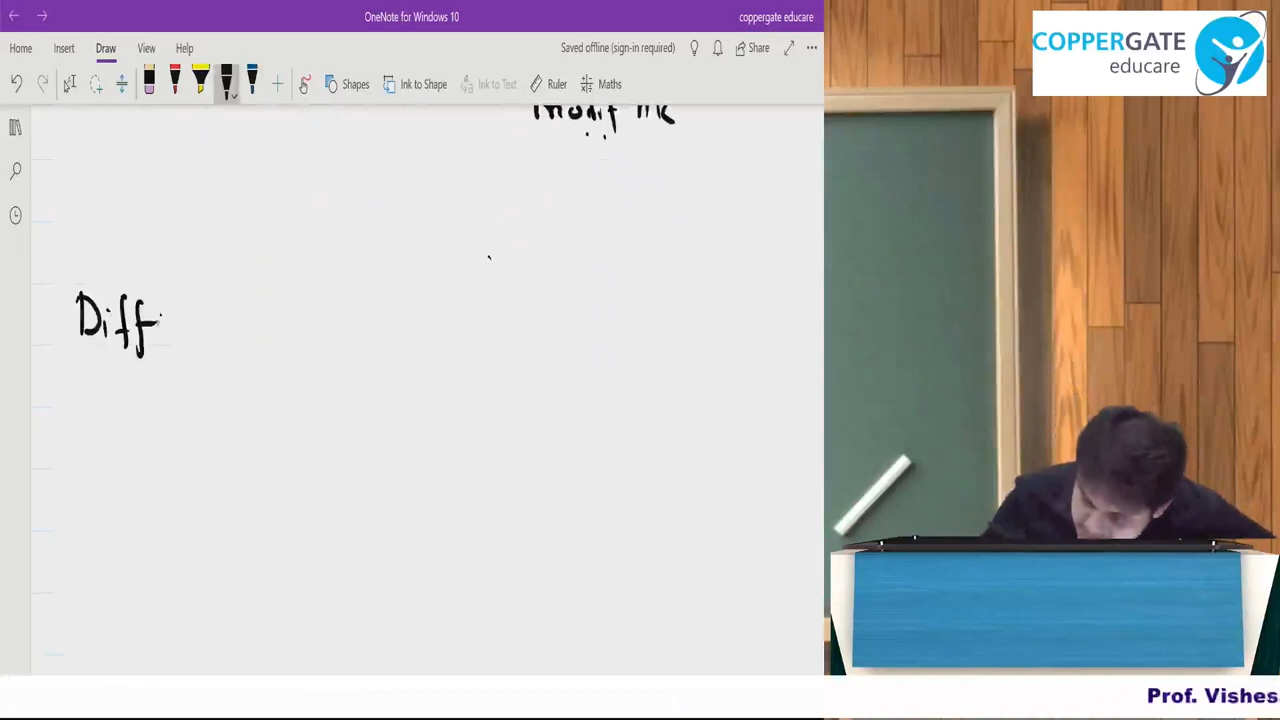 OneNote for Windows 10
coppergate educare
Home Insert Draw View Help
Saved offline (sign-in required)
Share
Shapes
Ink to Shape
Ink to Text
Ruler
Maths
COPPERGATE
educare
Diff
Prof. Vishes